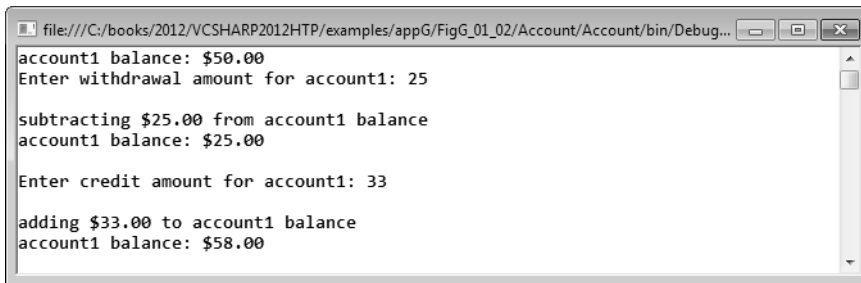 file:///C:/books/2012/VCSHARP2012HTP/examples/appG/FigG_01_02/Account/Account/bin/Debug...
account1 balance: $50.00
Enter withdrawal amount for account1: 25
subtracting $25.00 from account1 balance
account1 balance: $25.00
Enter credit amount for account1: 33
adding $33.00 to account1 balance
account1 balance: $58.00